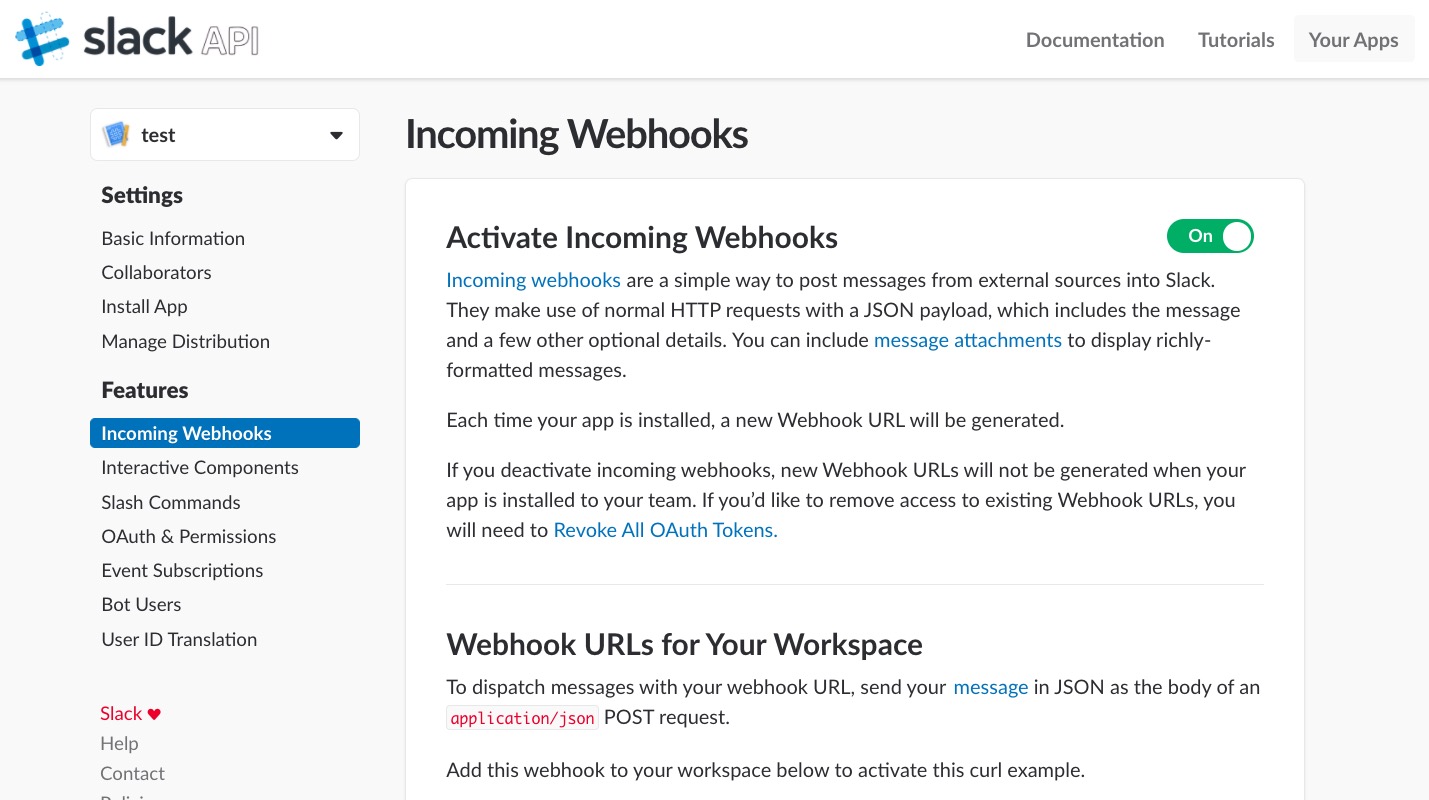 slack API
Documentation
Tutorials
Your Apps
test
Settings
Basic Information
Collaborators
Install App
Manage Distribution
Features
Incoming Webhooks
Interactive Components
Slash Commands
OAuth & Permissions
Event Subscriptions
Bot Users
User ID Translation
Slack ♥
Help
Contact
Incoming Webhooks
Activate Incoming Webhooks
On
Incoming webhooks are a simple way to post messages from external sources into Slack.
They make use of normal HTTP requests with a JSON payload, which includes the message
and a few other optional details. You can include message attachments to display richly-
formatted messages.
Each time your app is installed, a new Webhook URL will be generated.
If you deactivate incoming webhooks, new Webhook URLs will not be generated when your
app is installed to your team. If you’d like to remove access to existing Webhook URLs, you
will need to Revoke All OAuth Tokens.
Webhook URLs for Your Workspace
To dispatch messages with your webhook URL, send your message in JSON as the body of an
application/json POST request.
Add this webhook to your workspace below to activate this curl example.